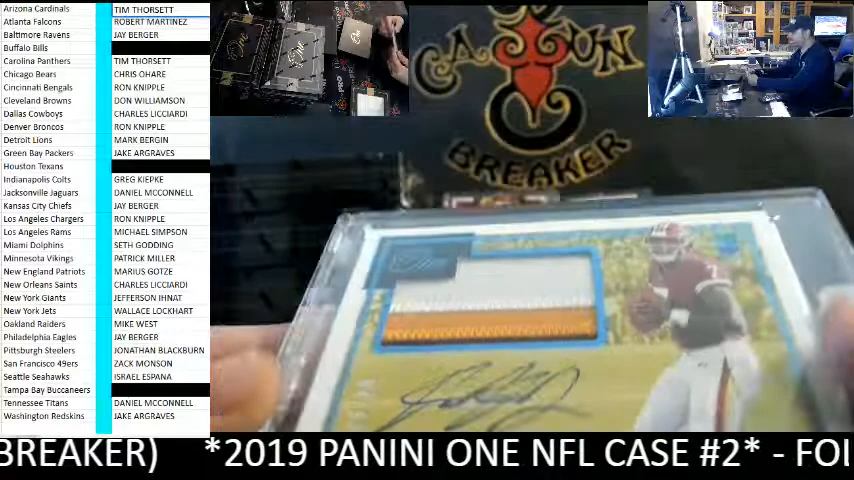 Arizona Cardinals TIM THORSETT
Atlanta Falcons ROBERT MARTINEZ
Baltimore Ravens JAY BERGER
Buffalo Bills
Carolina Panthers TIM THORSETT
Chicago Bears CHRIS OHARE
Cincinnati Bengals RON KNIPPLE
Cleveland Browns DON WILLIAMSON
Dallas Cowboys CHARLES LICCIARDI
Denver Broncos RON KNIPPLE
Detroit Lions MARK BERGIN
Green Bay Packers JAKE ARGRAVES
Houston Texans
Indianapolis Colts GREG KIEPKE
Jacksonville Jaguars DANIEL MCCONNELL
Kansas City Chiefs JAY BERGER
Los Angeles Chargers RON KNIPPLE
Los Angeles Rams MICHAEL SIMPSON
Miami Dolphins SETH GODDING
Minnesota Vikings PATRICK MILLER
New England Patriots MARIUS GOTZE
New Orleans Saints CHARLES LICCIARDI
New York Giants JEFFERSON IHNAT
New York Jets WALLACE LOCKHART
Oakland Raiders MIKE WEST
Philadelphia Eagles JAY BERGER
Pittsburgh Steelers JONATHAN BLACKBURN
San Francisco 49ers ZACK MONSON
Seattle Seahawks ISRAEL ESPANA
Tampa Bay Buccaneers
Tennessee Titans DANIEL MCCONNELL
Washington Redskins JAKE ARGRAVES
CAJUN
BREAKER
BREAKER) *2019 PANINI ONE NFL CASE #2* - FOI